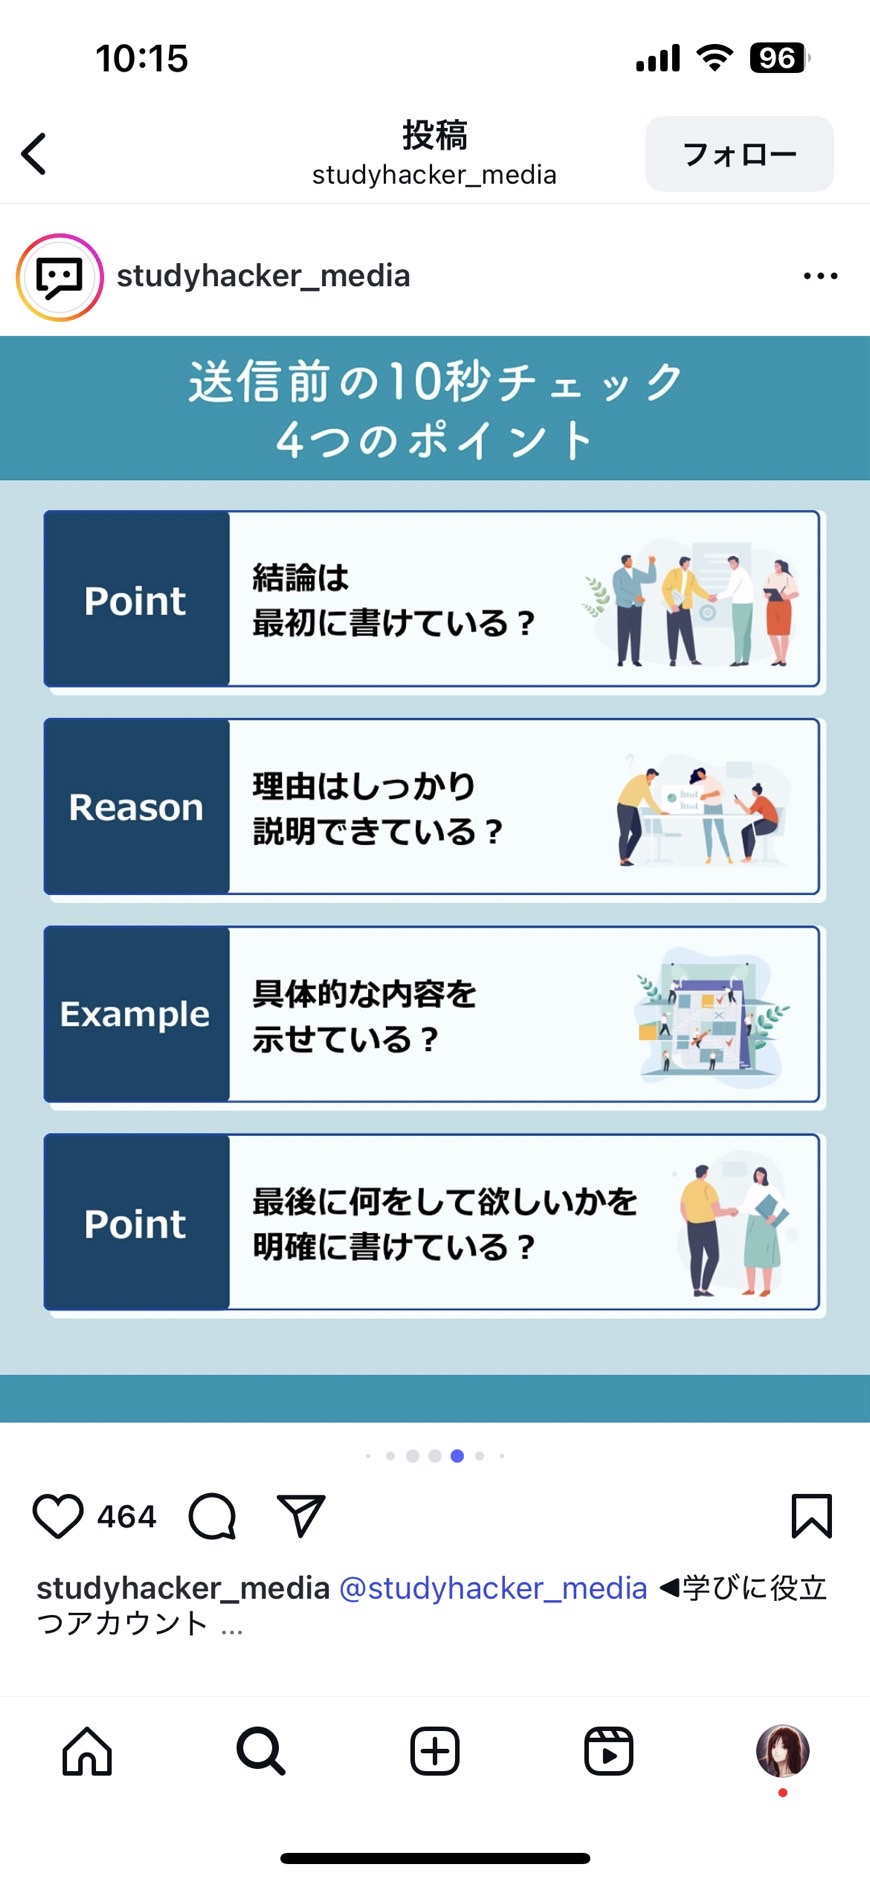 10:15
96
投稿
studyhacker_media
フォロー
studyhacker_media
送信前の10秒チェック
4つのポイント
Point
結論は
最初に書けている？
Reason
理由はしっかり
説明できている？
Example
具体的な内容を
示せている？
Point
最後に何をして欲しいかを
明確に書けている？
464
studyhacker_media @studyhacker_media ◀学びに役立
つアカウント ...